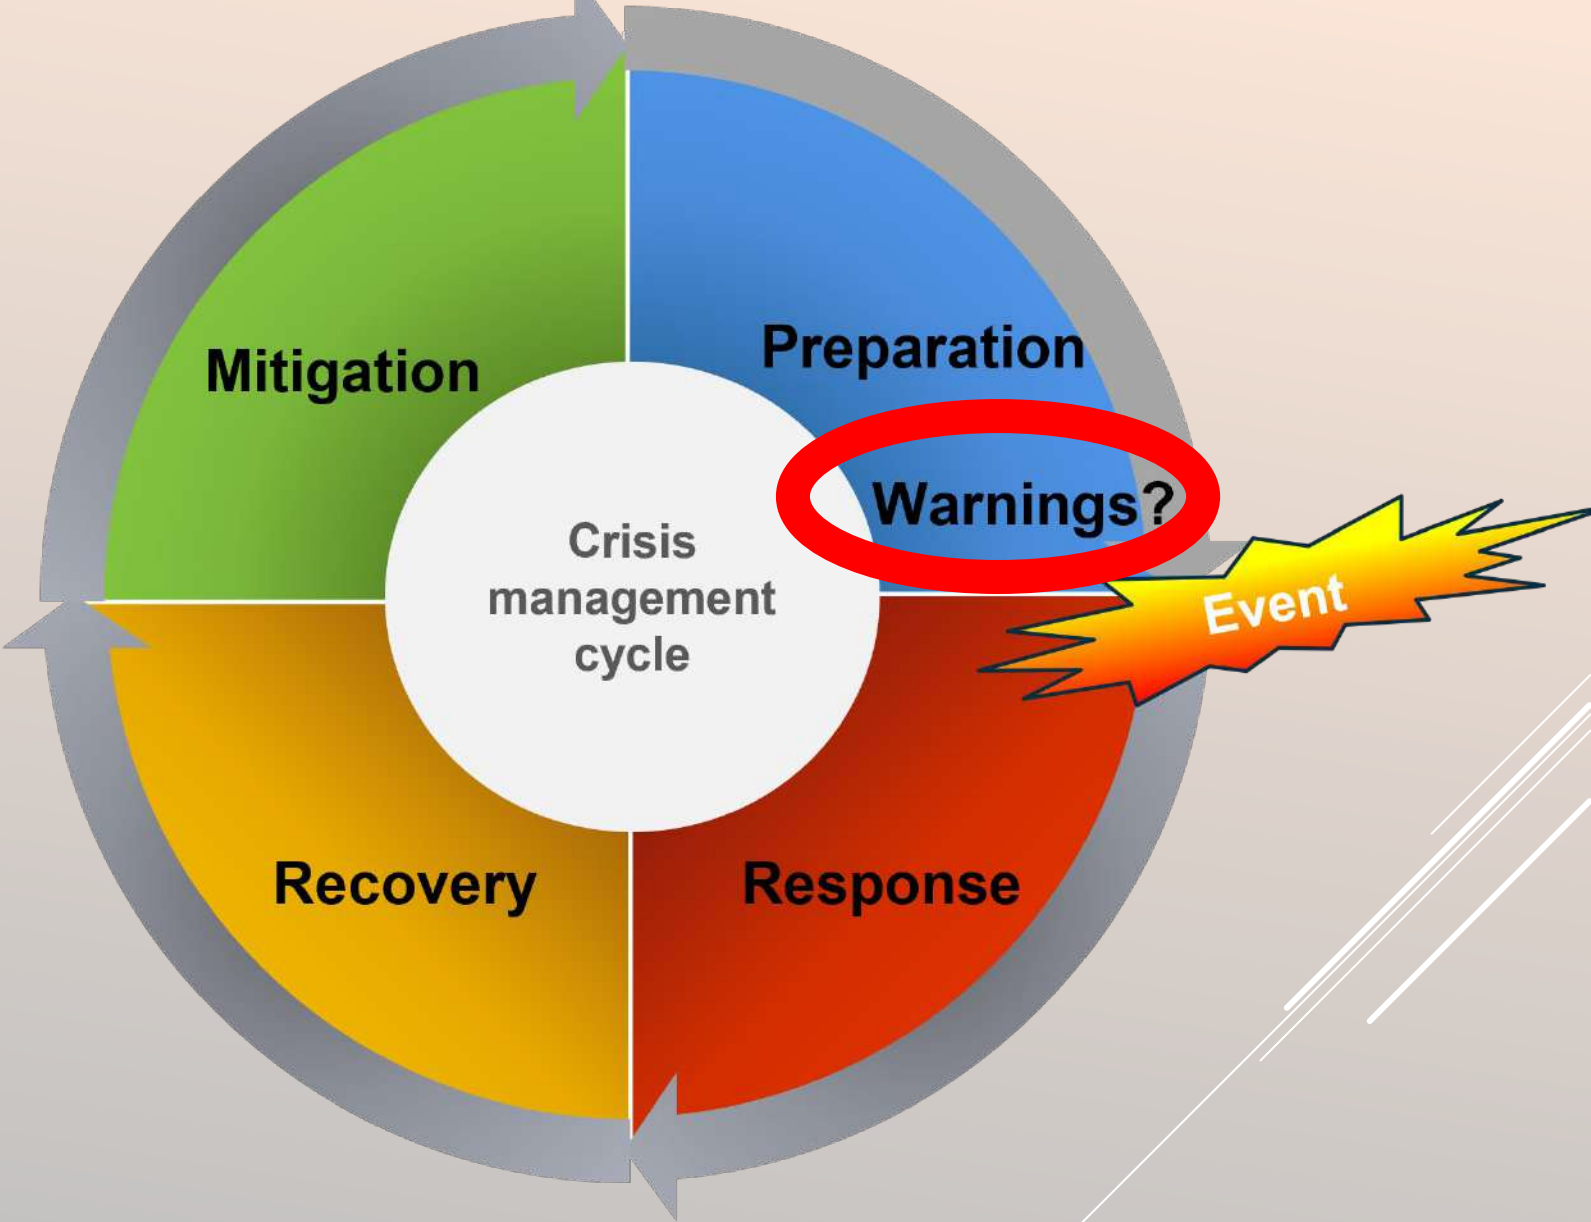 Mitigation
Preparation
Warnings?
Crisis
management
cycle
Event
Recovery
Response